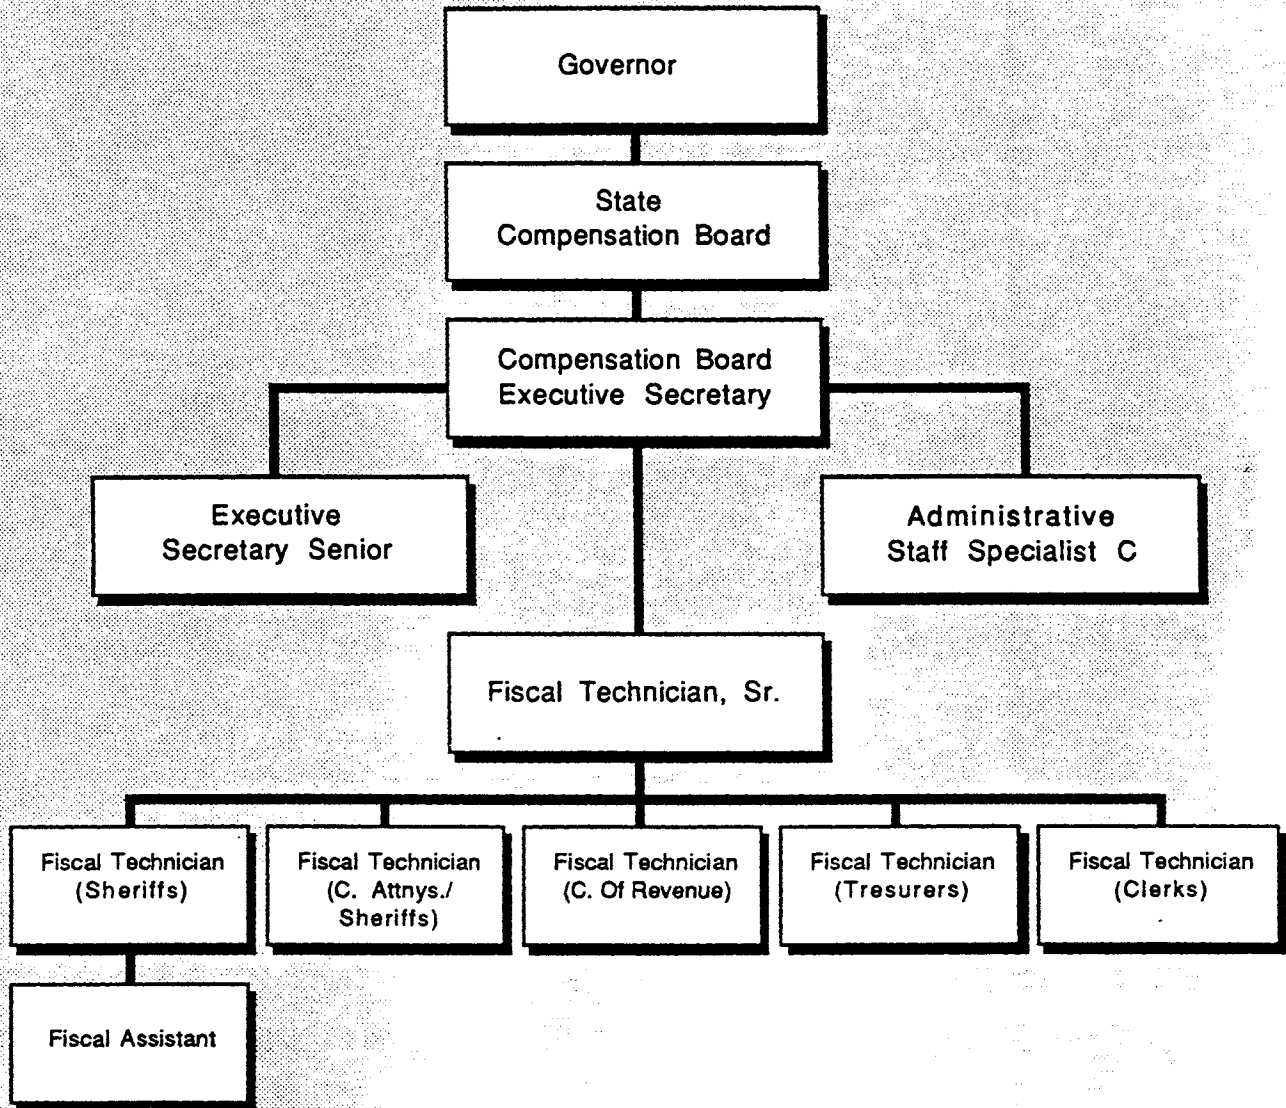 Governor
State
Compensation Board
Compensation Board
Executive Secretary
Executive
Secretary Senior
Administrative
Staff Specialist C
Fiscal Technician, Sr.
Fiscal Technician
(Sheriffs)
Fiscal Technician
(C. Attnys./
Sheriffs)
Fiscal Technician
(C. Of Revenue)
Fiscal Technician
(Tresurers)
Fiscal Technician
(Clerks)
Fiscal Assistant